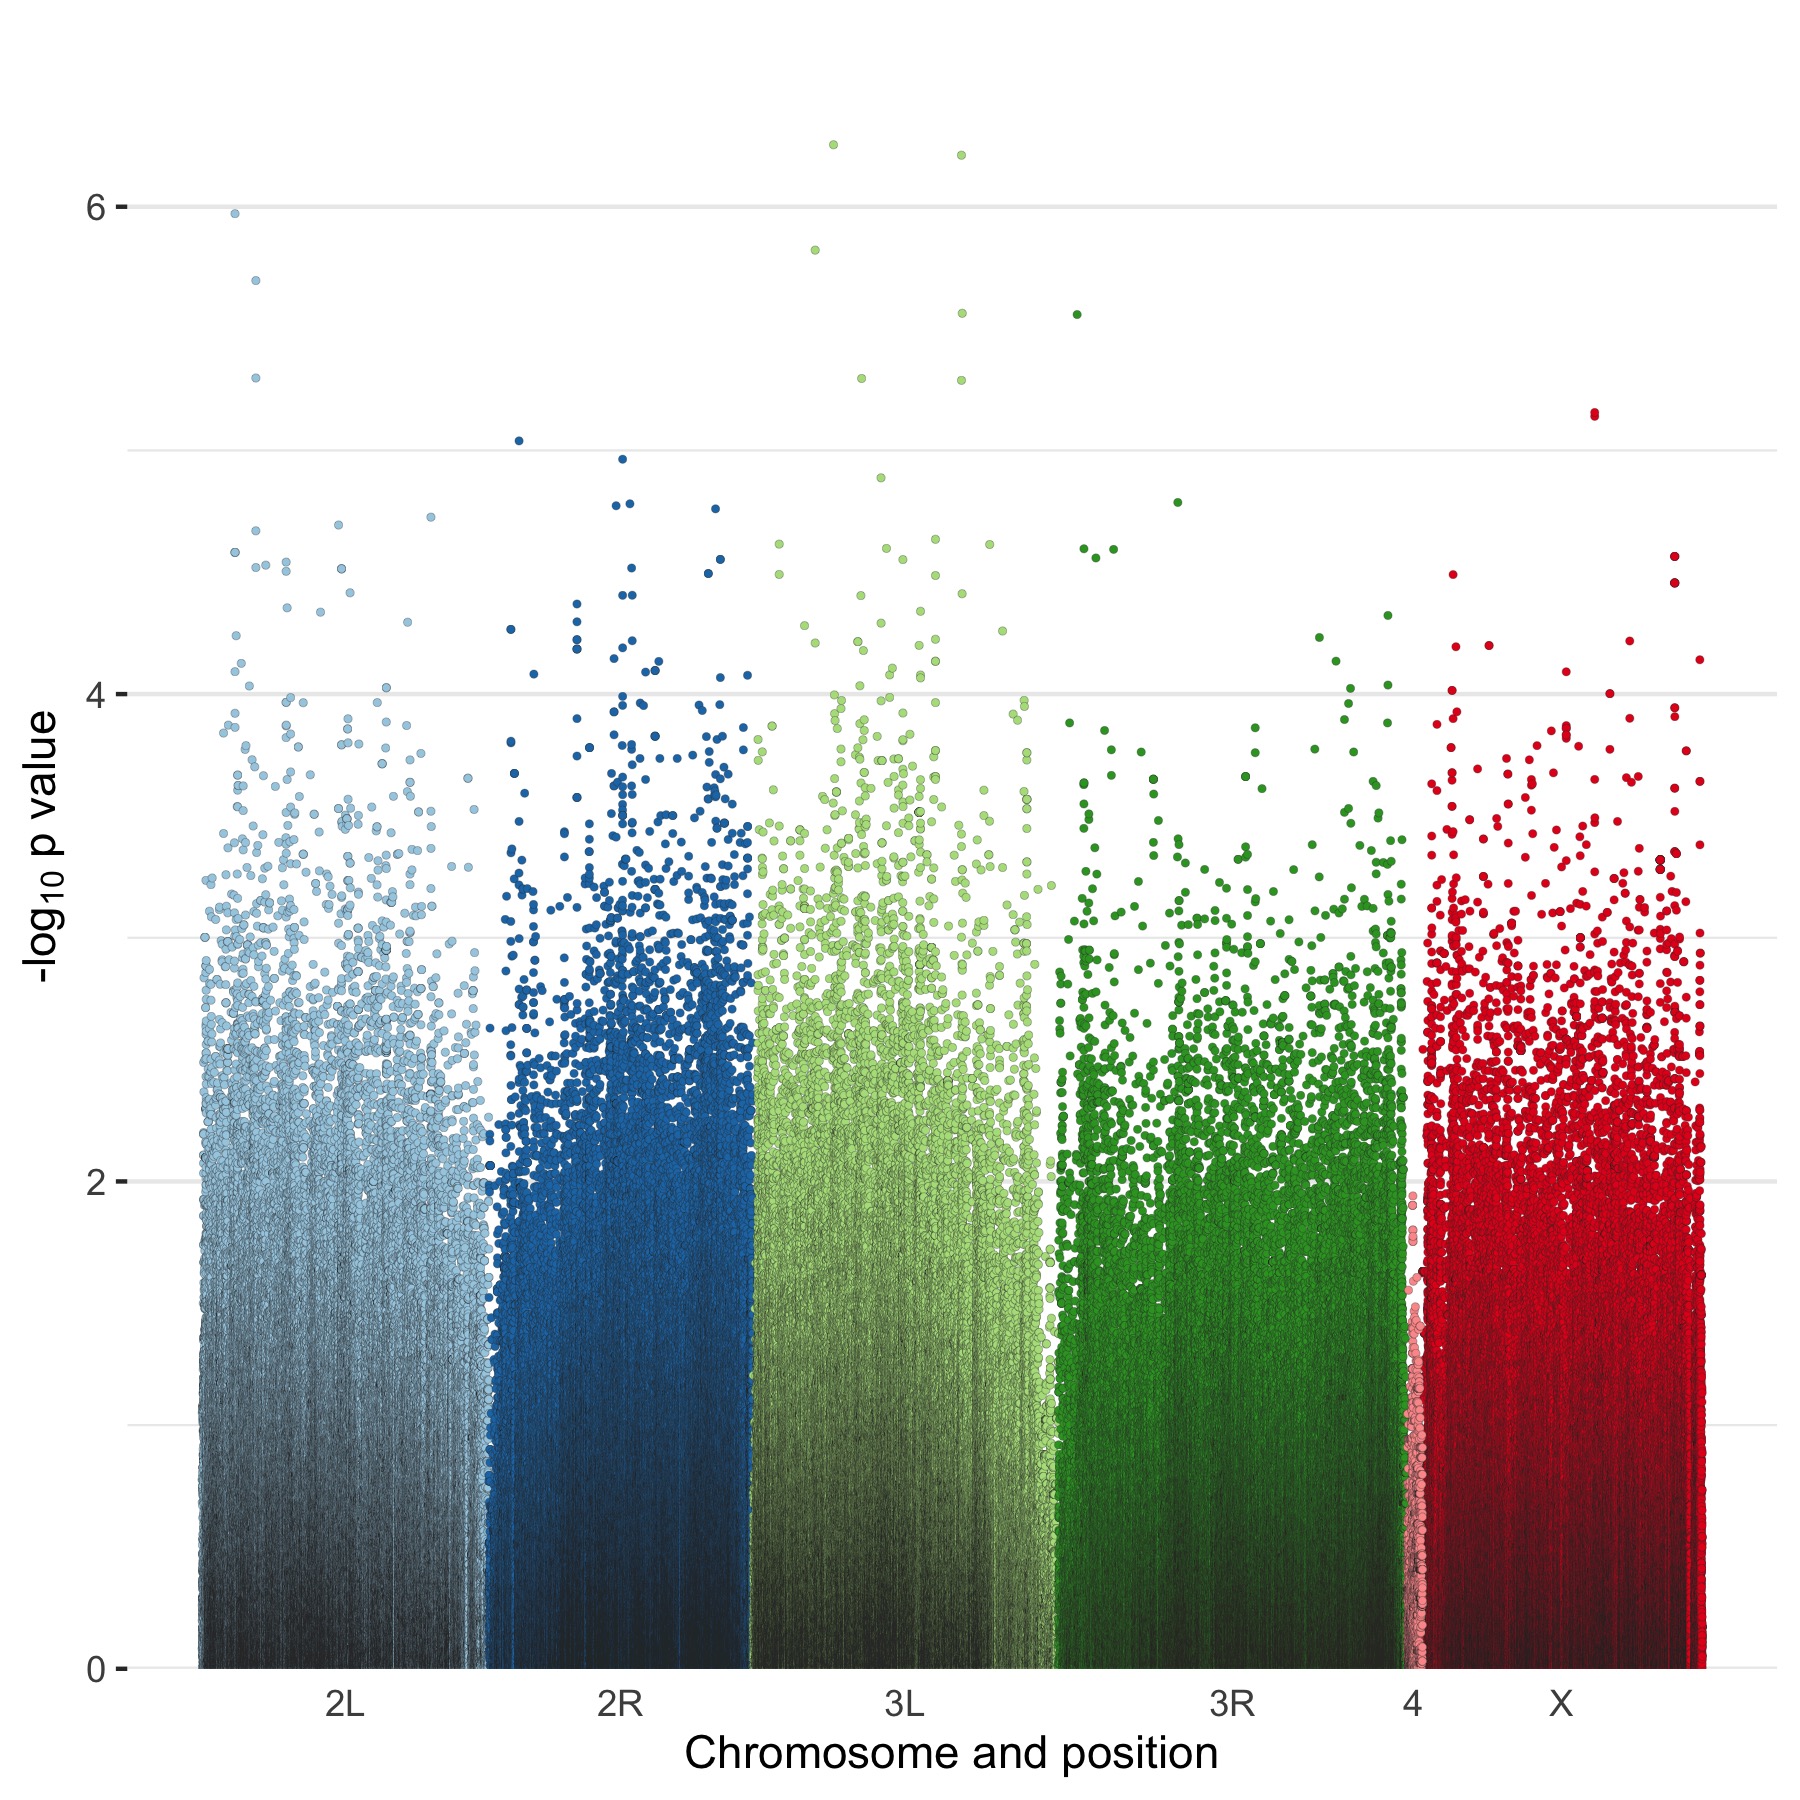 6
4
2
0
-log₁₀ p value
2L 2R 3L 3R 4 X
Chromosome and position